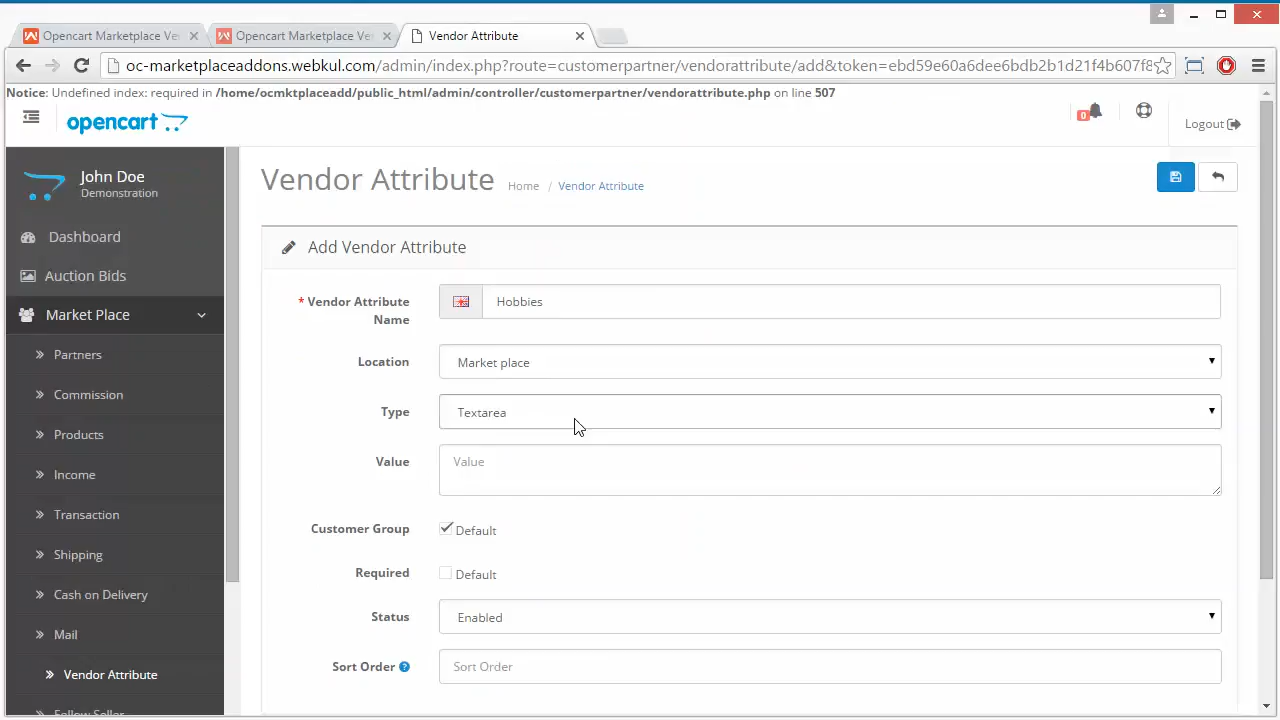 Opencart Marketplace Ve
Opencart Marketplace Ve
Vendor Attribute
oc-marketplaceaddons.webkul.com/admin/index.php?route=customerpartner/vendorattribute/add&token=ebd59e60a6dee6bdb2b1d21f4b607f8
Notice: Undefined index: required in /home/ocmktplaceadd/public_html/admin/controller/customerpartner/vendorattribute.php on line 507
opencart
0
Logout
John Doe
Demonstration
Dashboard
Auction Bids
Market Place
Partners
Commission
Products
Income
Transaction
Shipping
Cash on Delivery
Mail
Vendor Attribute
Follow Seller
Vendor Attribute
Home / Vendor Attribute
Add Vendor Attribute
* Vendor Attribute
Name
Hobbies
Location
Market place
Type
Textarea
Value
Value
Customer Group
Default
Required
Default
Status
Enabled
Sort Order ?
Sort Order